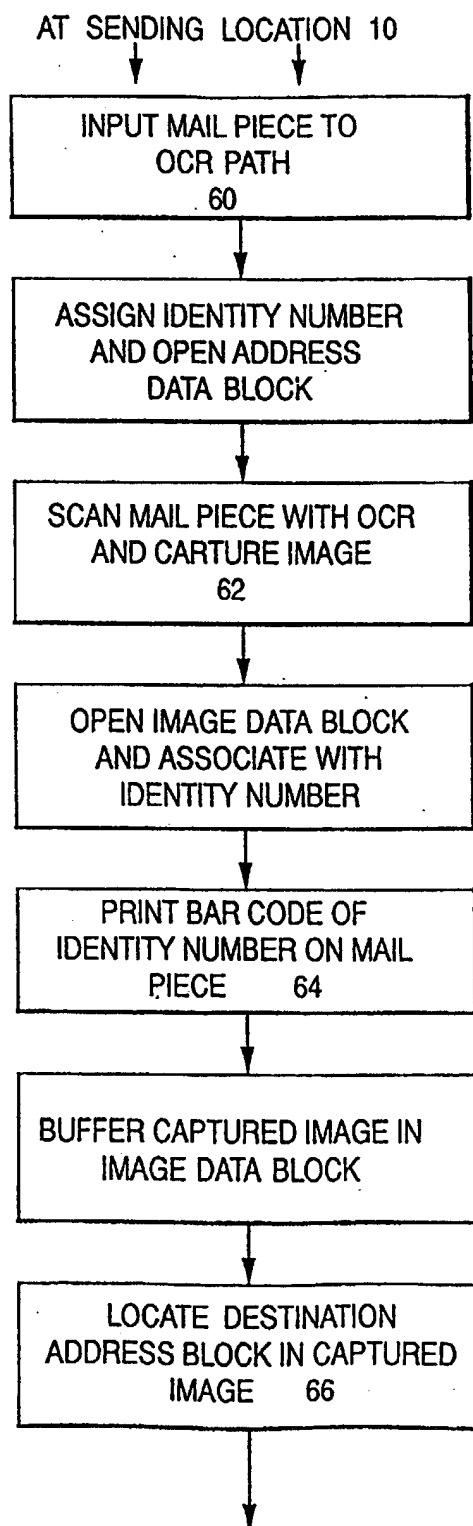 AT SENDING LOCATION 10
INPUT MAIL PIECE TO
OCR PATH
60
ASSIGN IDENTITY NUMBER
AND OPEN ADDRESS
DATA BLOCK
SCAN MAIL PIECE WITH OCR
AND CARTURE IMAGE
62
OPEN IMAGE DATA BLOCK
AND ASSOCIATE WITH
IDENTITY NUMBER
PRINT BAR CODE OF
IDENTITY NUMBER ON MAIL
PIECE 64
BUFFER CAPTURED IMAGE IN
IMAGE DATA BLOCK
LOCATE DESTINATION
ADDRESS BLOCK IN CAPTURED
IMAGE 66